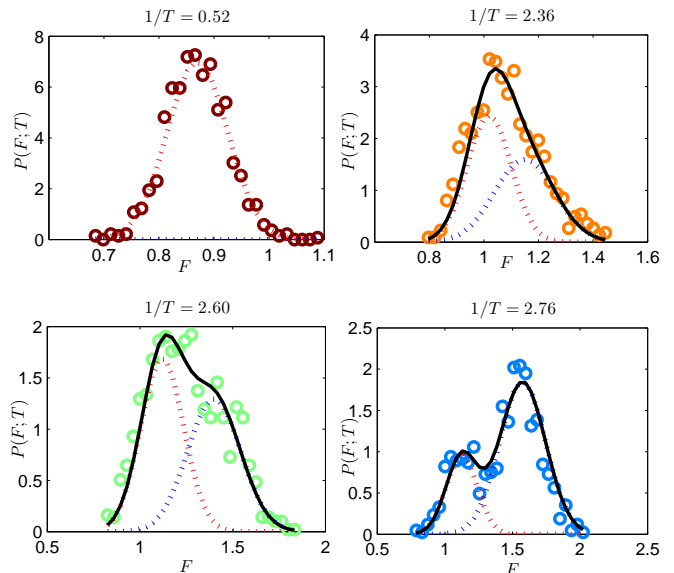 1/T = 0.52
P(F; T)
8
6
4
2
0
0.7 0.8 0.9 1 1.1
F
1/T = 2.36
P(F; T)
4
3
2
1
0
0.8 1 1.2 1.4 1.6
F
1/T = 2.60
P(F; T)
2
1.5
1
0.5
0
0.5 1 1.5 2
F
1/T = 2.76
P(F; T)
2.5
2
1.5
1
0.5
0
0.5 1 1.5 2 2.5
F